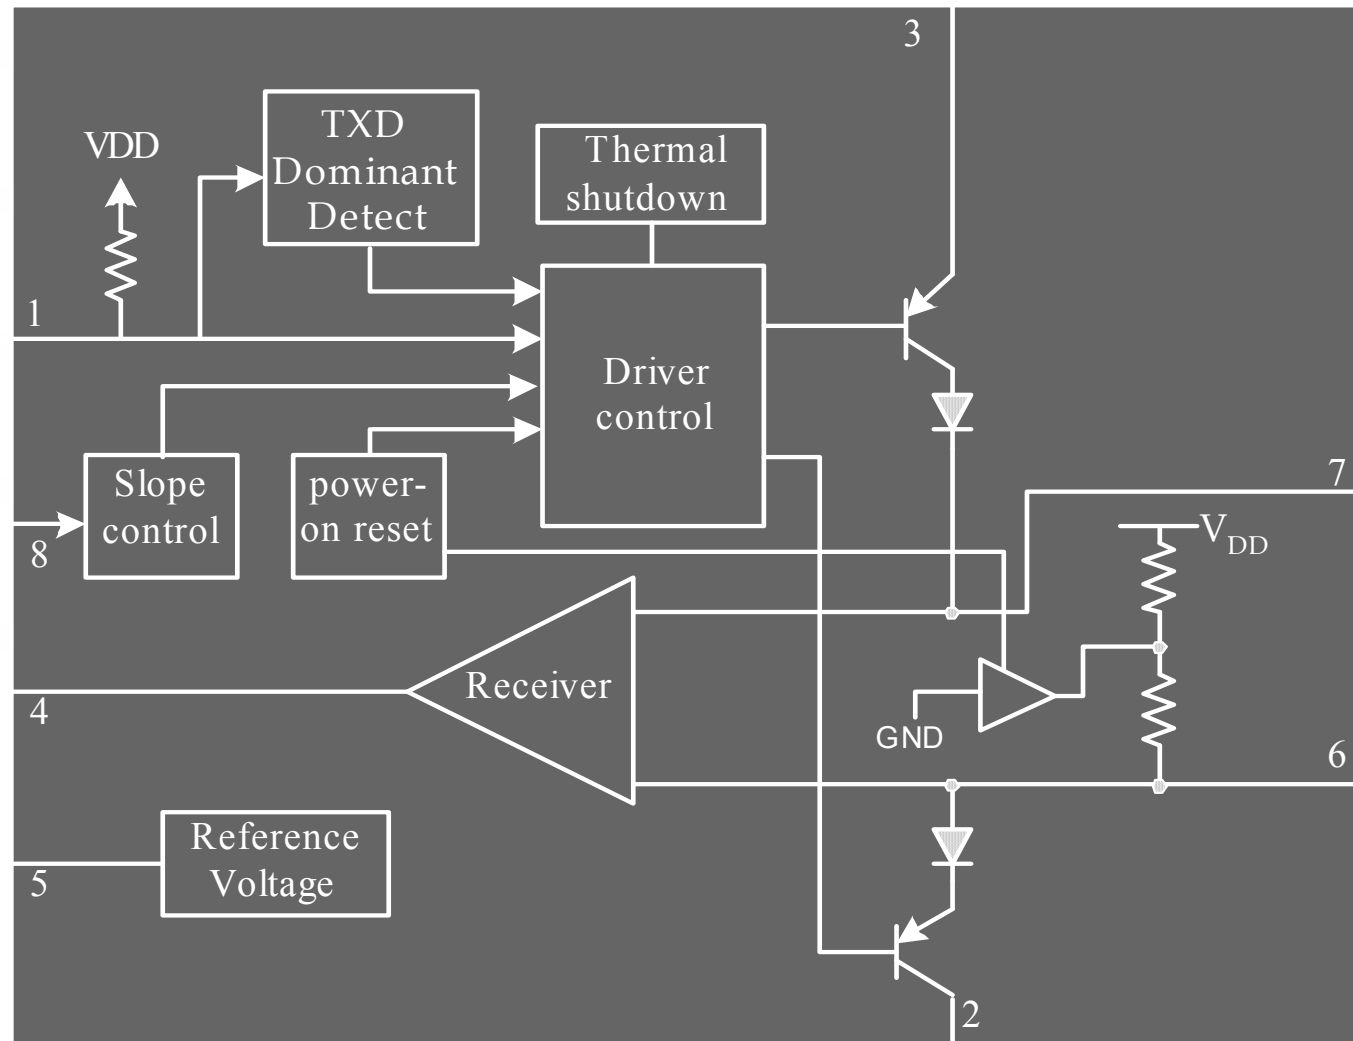 3
TXD
Dominant
Detect
VDD
Thermal
shutdown
1
Driver
control
Slope
control
power-
on reset
7
8
VDD
Receiver
4
GND
6
Reference
Voltage
5
2